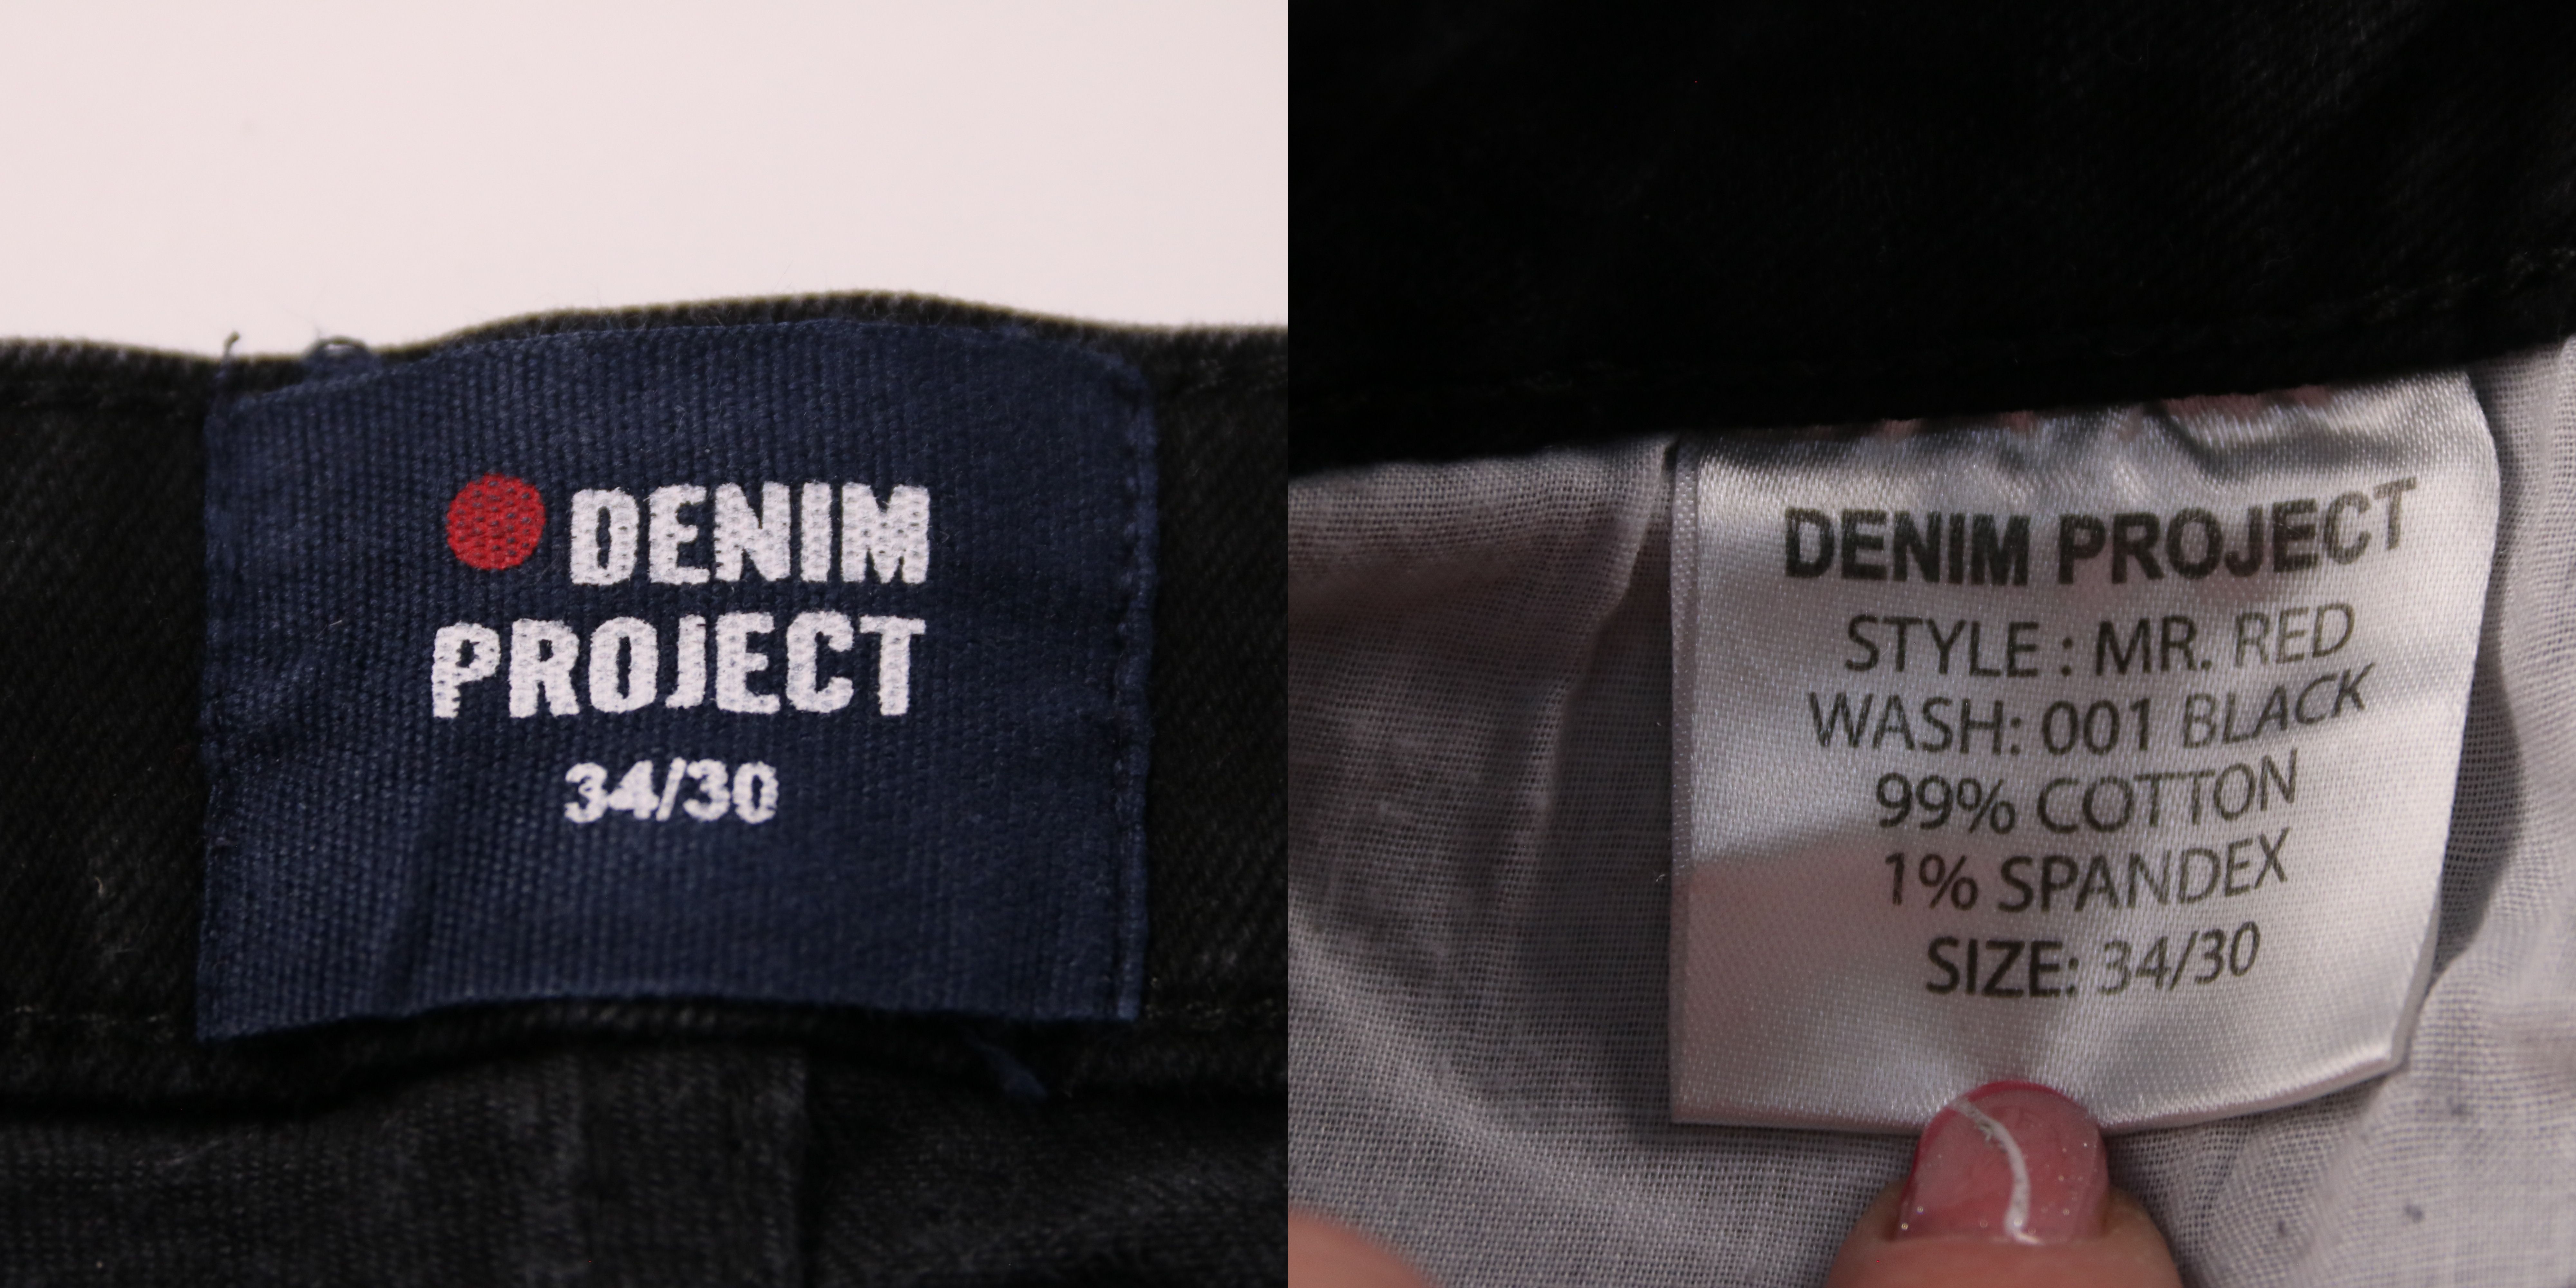 DENIM
PROJECT
34/30
DENIM PROJECT
STYLE : MR. RED
WASH: 001 BLACK
99% COTTON
1% SPANDEX
SIZE: 34/30